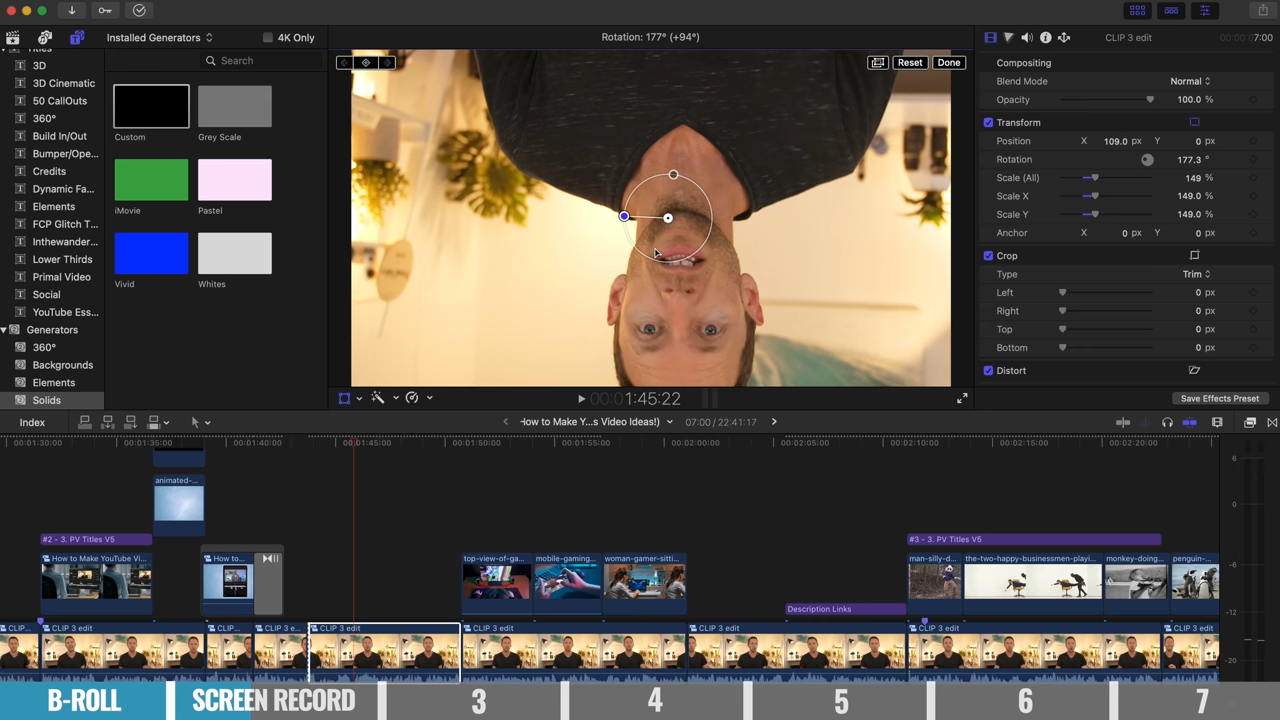 Installed Generators
4K Only
Search
Titles
3D
3D Cinematic
50 CallOuts
360°
Build In/Out
Bumper/Ope...
Credits
Dynamic Fa...
Elements
FCP Glitch T...
Inthewander...
Lower Thirds
Primal Video
Social
YouTube Ess...
Generators
360°
Backgrounds
Elements
Solids
Custom
Grey Scale
iMovie
Pastel
Vivid
Whites
Rotation: 177° (+94°)
Reset
Done
00:00:1:45:22
CLIP 3 edit
00:00:07:00
Compositing
Blend Mode
Normal
Opacity
100.0 %
Transform
Position X 109.0 px Y 0 px
Rotation 177.3 °
Scale (All) 149 %
Scale X 149.0 %
Scale Y 149.0 %
Anchor X 0 px Y 0 px
Crop
Type Trim
Left 0 px
Right 0 px
Top 0 px
Bottom 0 px
Distort
Save Effects Preset
Index
How to Make Y...s Video Ideas!)
07:00 / 22:41:17
00:01:30:00
00:01:35:00
00:01:40:00
00:01:45:00
00:01:50:00
00:01:55:00
00:02:00:00
00:02:05:00
00:02:10:00
00:02:15:00
00:02:20:00
6
0
-6
-12
-20
animated-...
#2 - 3. PV Titles V5
#3 - 3. PV Titles V5
How to Make YouTube Vi...
How to...
top-view-of-ga...
mobile-gaming...
woman-gamer-sitti...
man-silly-d...
the-two-happy-businessmen-playi...
monkey-doing...
penguin-...
Description Links
CLIP...
CLIP 3 edit
CLIP...
CLIP 3 e...
CLIP 3 edit
CLIP 3 edit
CLIP 3 edit
CLIP 3 edit
CLIP 3 edit
B-ROLL
SCREEN RECORD
3
4
5
6
7